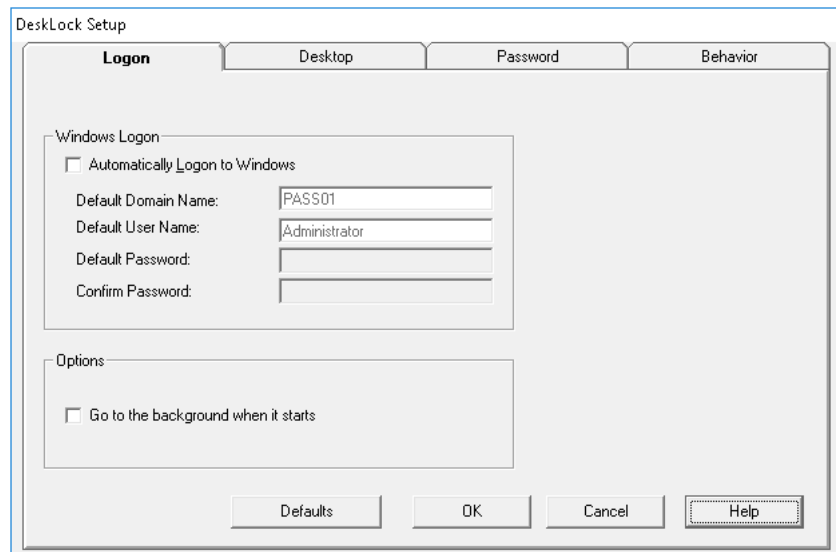 DeskLock Setup
Logon Desktop Password Behavior
Windows Logon
Automatically Logon to Windows
Default Domain Name: PASS01
Default User Name: Administrator
Default Password:
Confirm Password:
Options
Go to the background when it starts
Defaults OK Cancel Help